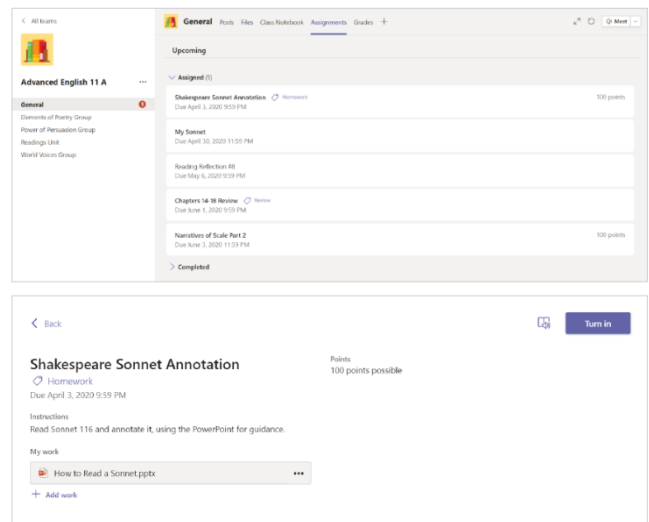 All teams
Advanced English 11 A
General
Elements of Poetry Group
Power of Persuasion Group
Readings Unit
World Voices Group
General Posts Files Class Notebook Assignments Grades
Meet
Upcoming
Assigned (5)
Shakespeare Sonnet Annotation Homework 100 points
Due April 3, 2020 9:59 PM
My Sonnet
Due April 30, 2020 11:59 PM
Reading Reflection #8
Due May 6, 2020 9:59 PM
Chapters 14-18 Review Review
Due June 1, 2020 9:59 PM
Narratives of Scale Part 2 100 points
Due June 3, 2020 11:59 PM
Completed
Back
Turn in
Shakespeare Sonnet Annotation
Homework
Due April 3, 2020 9:59 PM
Points
100 points possible
Instructions
Read Sonnet 116 and annotate it, using the PowerPoint for guidance.
My work
How to Read a Sonnet.pptx
Add work